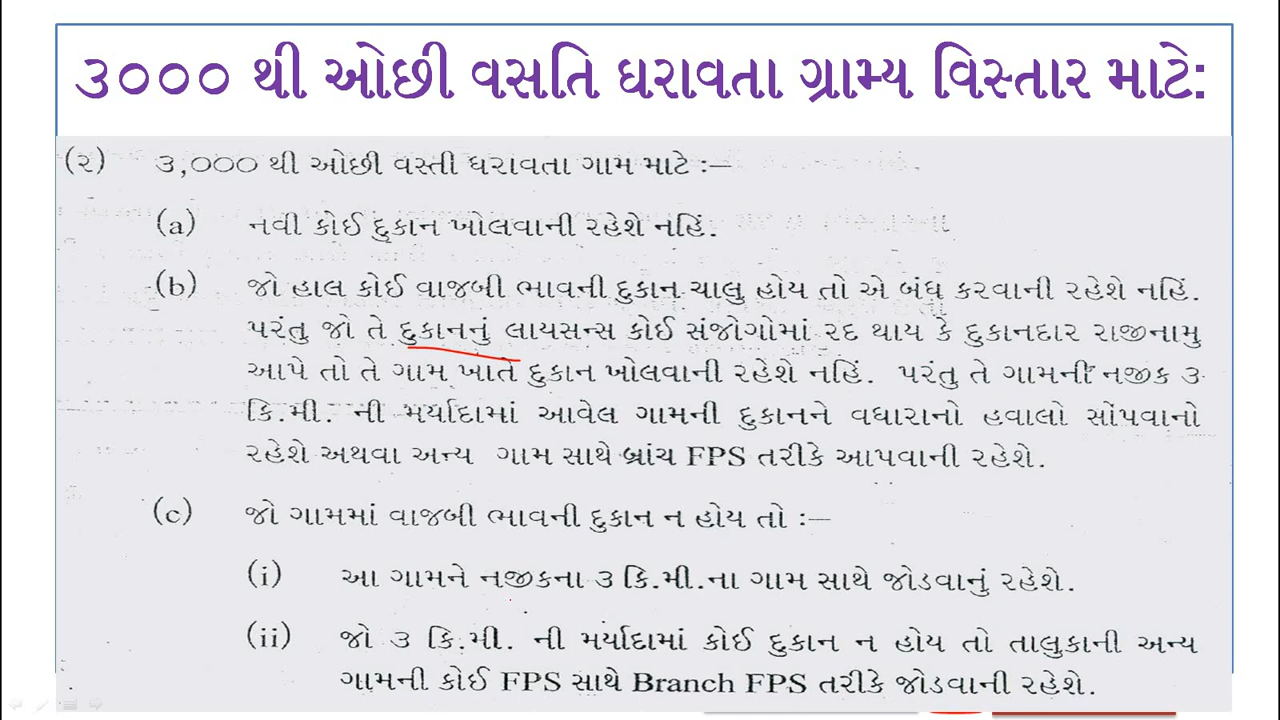 ૩૦૦૦ થી ઓછી વસતિ ધરાવતા ગ્રામ્ય વિસ્તાર માટે:
(૨) ૩,૦૦૦ થી ઓછી વસ્તી ધરાવતા ગામ માટે :–
(a) નવી કોઈ દુકાન ખોલવાની રહેશે નહિં.
(b) જો હાલ કોઈ વાજબી ભાવની દુકાન ચાલુ હોય તો એ બંધ કરવાની રહેશે નહિં.
પરંતુ જો તે દુકાનનું લાયસન્સ કોઈ સંજોગોમાં રદ થાય કે દુકાનદાર રાજીનામુ
આપે તો તે ગામ ખાતે દુકાન ખોલવાની રહેશે નહિં. પરંતુ તે ગામની નજીક ૩
કિ.મી. ની મર્યાદામાં આવેલ ગામની દુકાનને વધારાનો હવાલો સોંપવાનો
રહેશે અથવા અન્ય ગામ સાથે બ્રાંચ FPS તરીકે આપવાની રહેશે.
(c) જો ગામમાં વાજબી ભાવની દુકાન ન હોય તો :–
(i) આ ગામને નજીકના ૩ કિ.મી.ના ગામ સાથે જોડવાનું રહેશે.
(ii) જો ૩ કિ.મી. ની મર્યાદામાં કોઈ દુકાન ન હોય તો તાલુકાની અન્ય
ગામની કોઈ FPS સાથે Branch FPS તરીકે જોડવાની રહેશે.